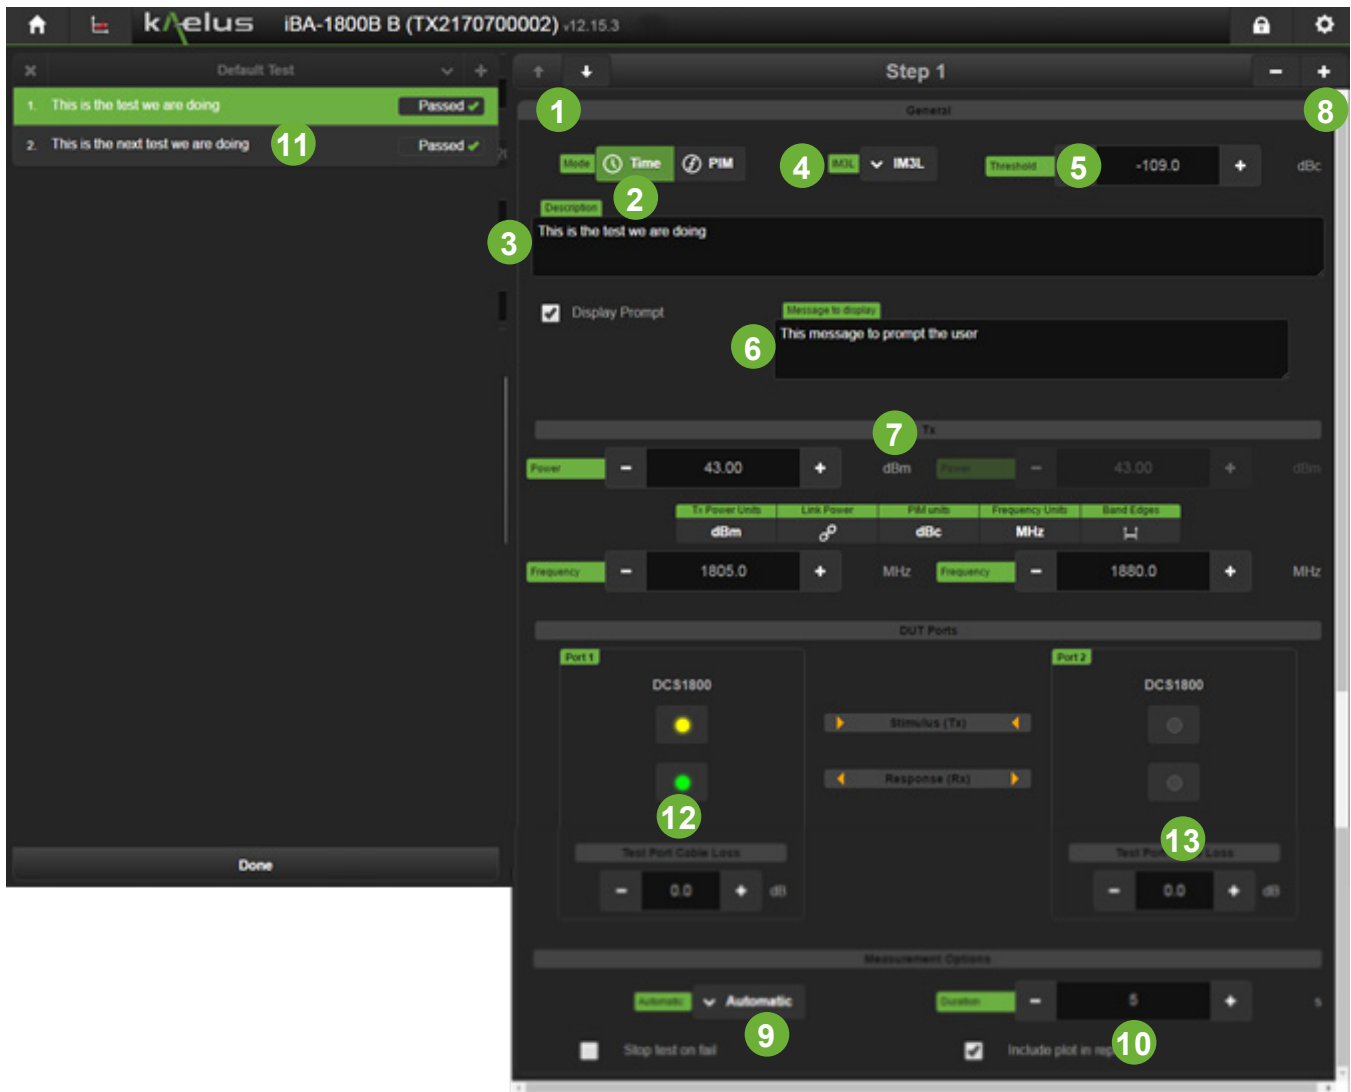 kaelus iBA-1800B B (TX2170700002) v12.15.3
Default Test
1. This is the test we are doing Passed
2. This is the next test we are doing Passed
11
Done
Step 1
1
8
General
Mode Time PIM
2
4
IM3L IM3L
Threshold
5
-109.0 dBc
Description
3
This is the test we are doing
Display Prompt
Message to display
6
This message to prompt the user
7
Tx
Power 43.00 dBm Power 43.00 dBm
Tx Power Units Link Power PIM units Frequency Units Band Edges
dBm dBc MHz
Frequency 1805.0 MHz Frequency 1880.0 MHz
DUT Ports
Port 1 Port 2
DCS1800 DCS1800
Stimulus (Tx)
Response (Rx)
12
13
Test Port Cable Loss Test Port Loss
0.0 dB 0.0 dB
Measurement Options
Automatic Automatic Duration 5 s
9
10
Stop test on fail Include plot in rep